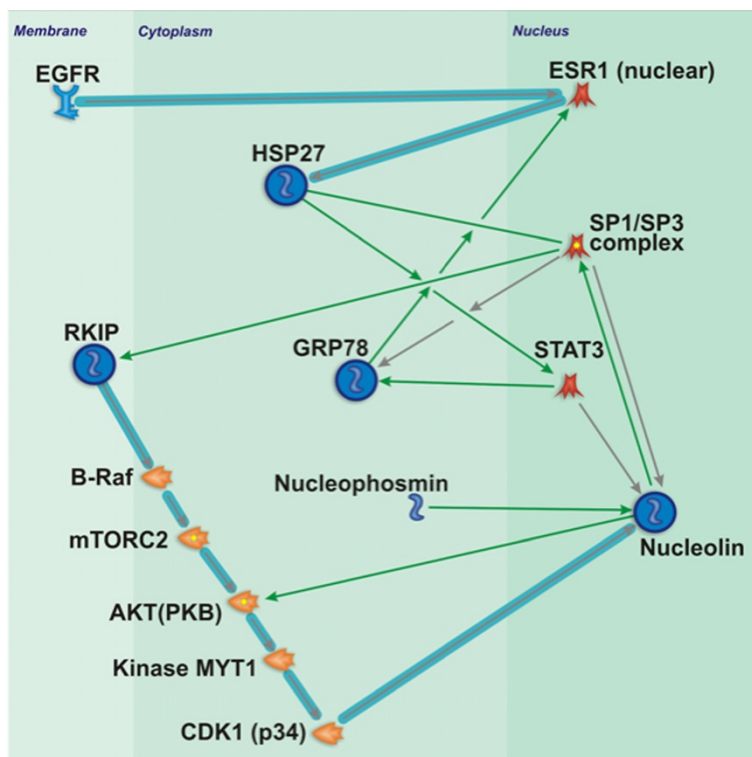 Membrane
Cytoplasm
Nucleus
EGFR
ESR1 (nuclear)
HSP27
SP1/SP3
complex
RKIP
GRP78
STAT3
B-Raf
Nucleophosmin
mTORC2
Nucleolin
AKT(PKB)
Kinase MYT1
CDK1 (p34)